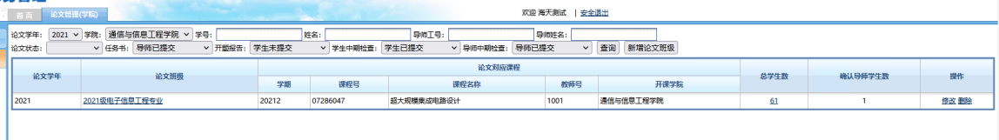 首 页 论文管理(学院) 欢迎 海天测试 | 安全退出
论文学年: 2021 学院: 通信与信息工程学院 学号: 姓名: 导师工号: 导师姓名:
论文状态: 任务书: 导师已提交 开题报告: 学生未提交 学生中期检查: 学生已提交 导师中期检查: 导师已提交 查询 新增论文班级
论文学年 论文班级 论文对应课程 总学生数 确认导师学生数 操作
学期 课程号 课程名称 教师号 开课学院
2021 2021级电子信息工程专业 20212 07286047 超大规模集成电路设计 1001 通信与信息工程学院 61 1 修改 删除